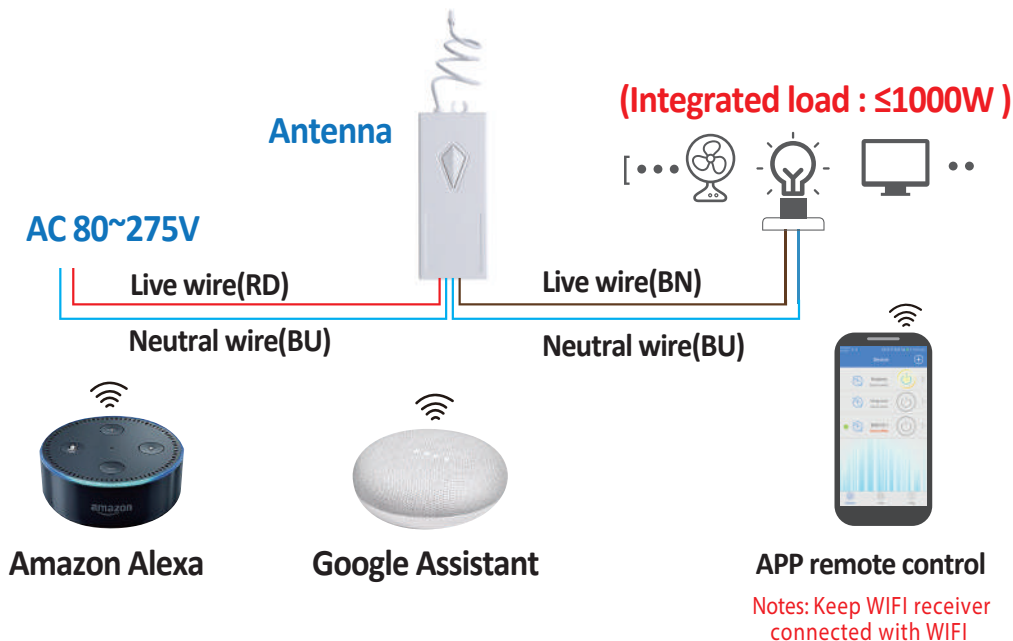 (Integrated load : ≤1000W )
Antenna
AC 80~275V
Live wire(RD)
Live wire(BN)
Neutral wire(BU)
Neutral wire(BU)
amazon
Amazon Alexa
Google Assistant
APP remote control
Notes: Keep WIFI receiver
connected with WIFI